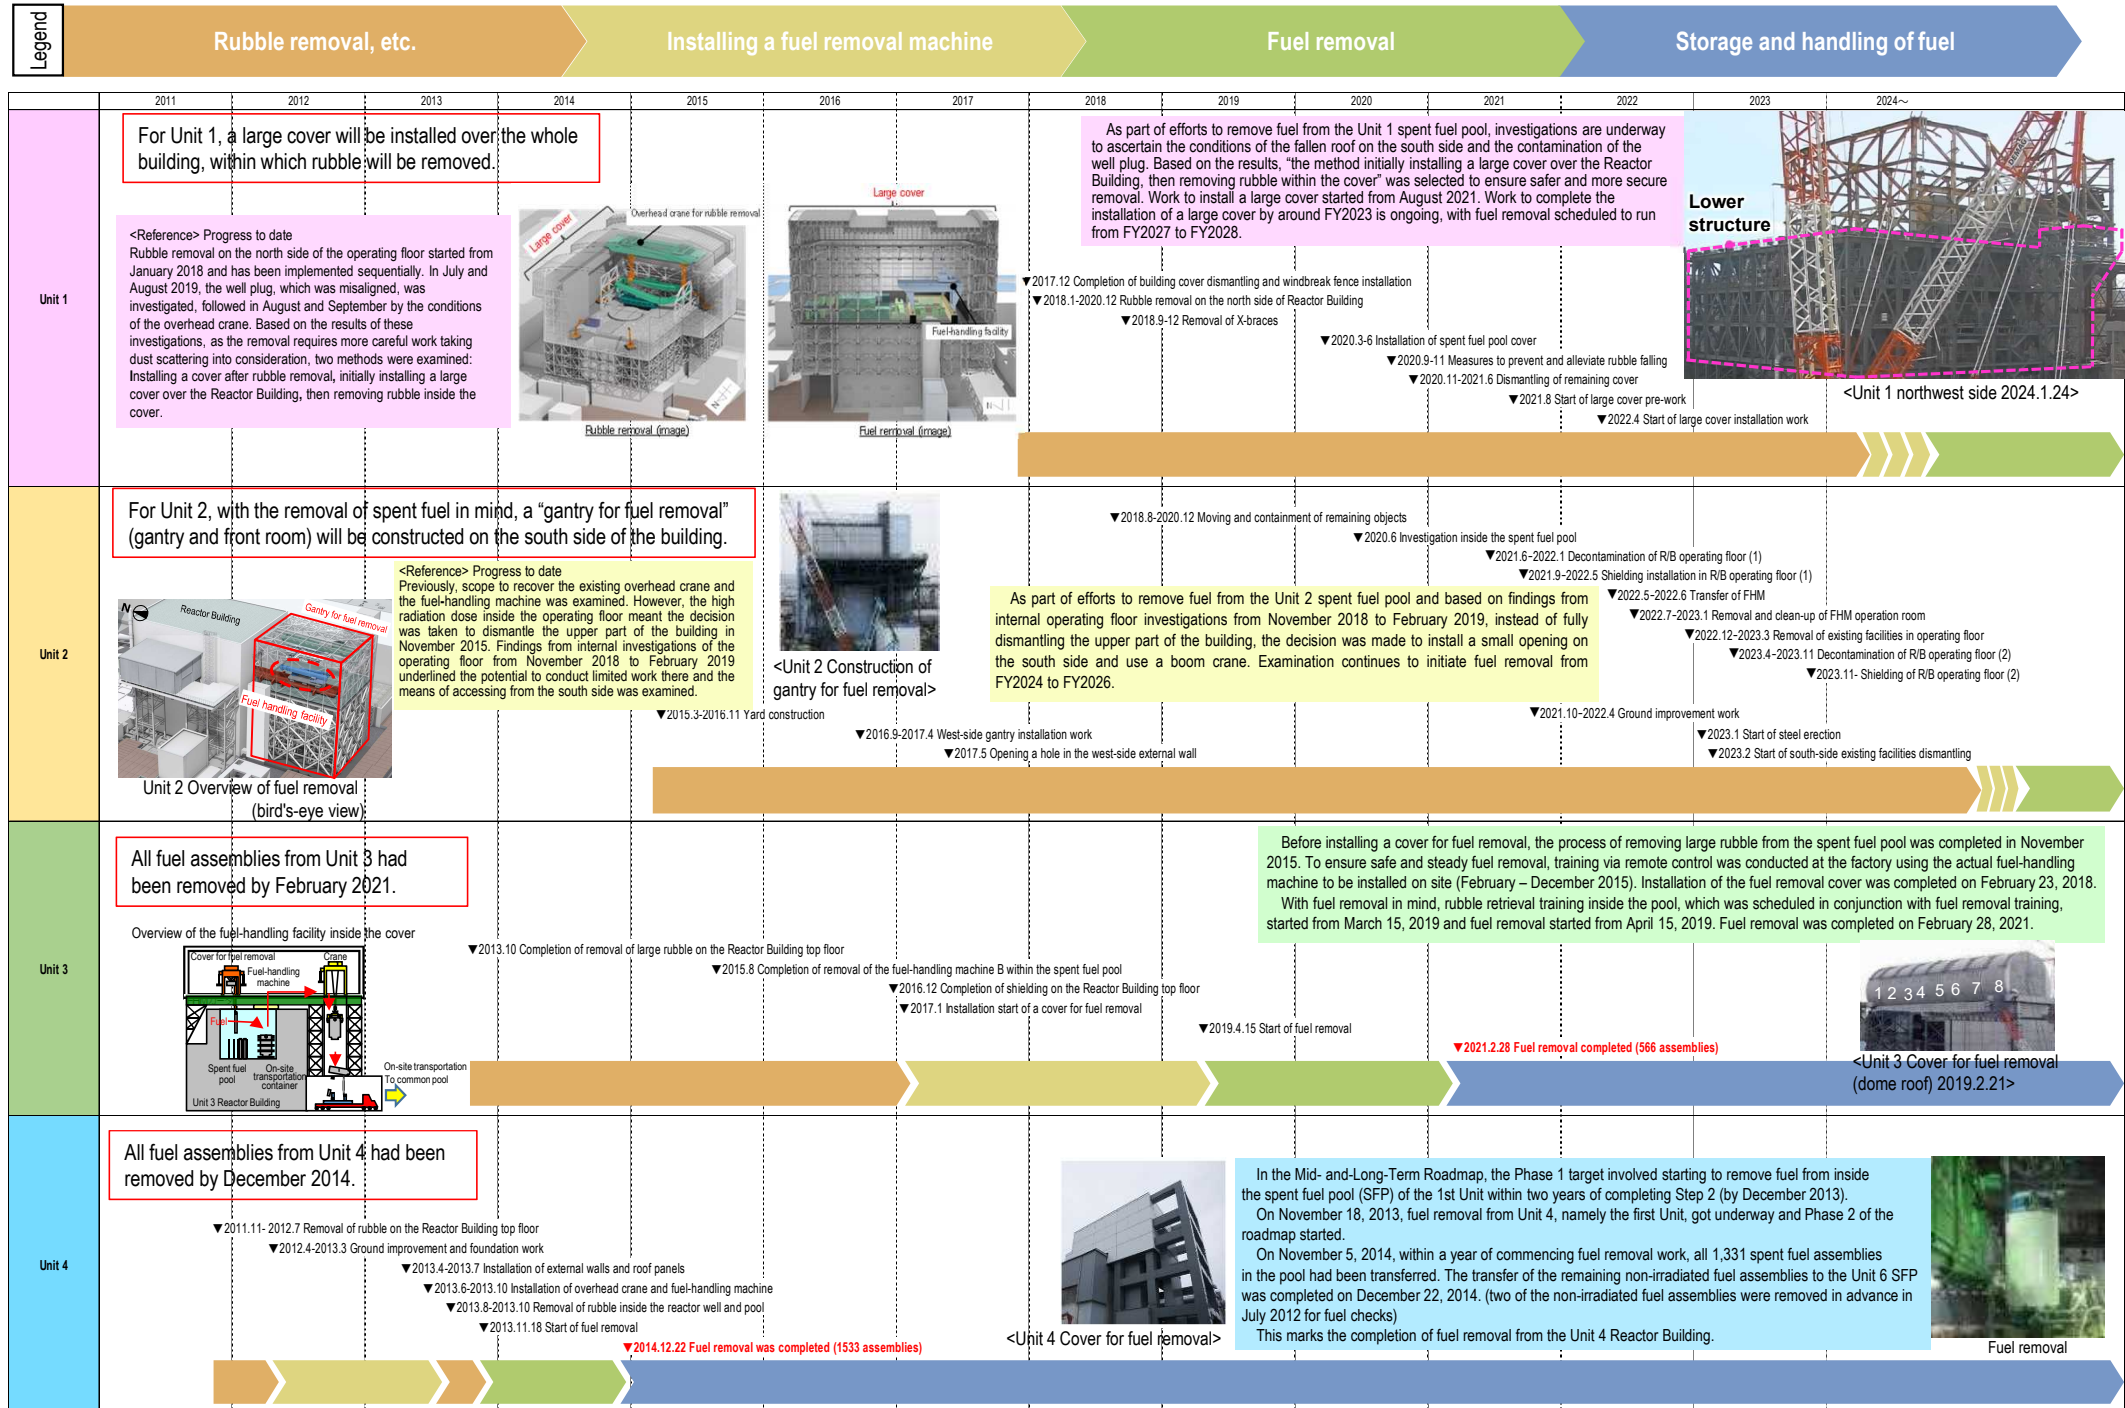 Legend
Rubble removal, etc.
Installing a fuel removal machine
Fuel removal
Storage and handling of fuel
2011 2012 2013 2014 2015 2016 2017 2018 2019 2020 2021 2022 2023 2024～
Unit 1
For Unit 1, a large cover will be installed over the whole
building, within which rubble will be removed.
<Reference> Progress to date
Rubble removal on the north side of the operating floor started from
January 2018 and has been implemented sequentially. In July and
August 2019, the well plug, which was misaligned, was
investigated, followed in August and September by the conditions
of the overhead crane. Based on the results of these
investigations, as the removal requires more careful work taking
dust scattering into consideration, two methods were examined:
Installing a cover after rubble removal, initially installing a large
cover over the Reactor Building, then removing rubble inside the
cover.
Large cover
Overhead crane for rubble removal
N
Rubble removal (image)
Large cover
Fuel-handling facility
N
Fuel removal (image)
As part of efforts to remove fuel from the Unit 1 spent fuel pool, investigations are underway
to ascertain the conditions of the fallen roof on the south side and the contamination of the
well plug. Based on the results, “the method initially installing a large cover over the Reactor
Building, then removing rubble within the cover” was selected to ensure safer and more secure
removal. Work to install a large cover started from August 2021. Work to complete the
installation of a large cover by around FY2023 is ongoing, with fuel removal scheduled to run
from FY2027 to FY2028.
Lower
structure
<Unit 1 northwest side 2024.1.24>
▼2017.12 Completion of building cover dismantling and windbreak fence installation
▼2018.1-2020.12 Rubble removal on the north side of Reactor Building
▼2018.9-12 Removal of X-braces
▼2020.3-6 Installation of spent fuel pool cover
▼2020.9-11 Measures to prevent and alleviate rubble falling
▼2020.11-2021.6 Dismantling of remaining cover
▼2021.8 Start of large cover pre-work
▼2022.4 Start of large cover installation work
Unit 2
For Unit 2, with the removal of spent fuel in mind, a “gantry for fuel removal”
(gantry and front room) will be constructed on the south side of the building.
N
Reactor Building
Gantry for fuel removal
Fuel handling facility
Unit 2 Overview of fuel removal
(bird's-eye view)
<Reference> Progress to date
Previously, scope to recover the existing overhead crane and
the fuel-handling machine was examined. However, the high
radiation dose inside the operating floor meant the decision
was taken to dismantle the upper part of the building in
November 2015. Findings from internal investigations of the
operating floor from November 2018 to February 2019
underlined the potential to conduct limited work there and the
means of accessing from the south side was examined.
<Unit 2 Construction of
gantry for fuel removal>
As part of efforts to remove fuel from the Unit 2 spent fuel pool and based on findings from
internal operating floor investigations from November 2018 to February 2019, instead of fully
dismantling the upper part of the building, the decision was made to install a small opening on
the south side and use a boom crane. Examination continues to initiate fuel removal from
FY2024 to FY2026.
▼2018.8-2020.12 Moving and containment of remaining objects
▼2020.6 Investigation inside the spent fuel pool
▼2021.6-2022.1 Decontamination of R/B operating floor (1)
▼2021.9-2022.5 Shielding installation in R/B operating floor (1)
▼2022.5-2022.6 Transfer of FHM
▼2022.7-2023.1 Removal and clean-up of FHM operation room
▼2022.12-2023.3 Removal of existing facilities in operating floor
▼2023.4-2023.11 Decontamination of R/B operating floor (2)
▼2023.11- Shielding of R/B operating floor (2)
▼2015.3-2016.11 Yard construction
▼2021.10-2022.4 Ground improvement work
▼2016.9-2017.4 West-side gantry installation work
▼2023.1 Start of steel erection
▼2017.5 Opening a hole in the west-side external wall
▼2023.2 Start of south-side existing facilities dismantling
Unit 3
All fuel assemblies from Unit 3 had
been removed by February 2021.
Overview of the fuel-handling facility inside the cover
Cover for fuel removal
Crane
Fuel-handling
machine
Fuel
Spent fuel
pool
On-site
transportation
container
Unit 3 Reactor Building
On-site transportation
To common pool
Before installing a cover for fuel removal, the process of removing large rubble from the spent fuel pool was completed in November
2015. To ensure safe and steady fuel removal, training via remote control was conducted at the factory using the actual fuel-handling
machine to be installed on site (February – December 2015). Installation of the fuel removal cover was completed on February 23, 2018.
With fuel removal in mind, rubble retrieval training inside the pool, which was scheduled in conjunction with fuel removal training,
started from March 15, 2019 and fuel removal started from April 15, 2019. Fuel removal was completed on February 28, 2021.
▼2013.10 Completion of removal of large rubble on the Reactor Building top floor
▼2015.8 Completion of removal of the fuel-handling machine B within the spent fuel pool
▼2016.12 Completion of shielding on the Reactor Building top floor
▼2017.1 Installation start of a cover for fuel removal
▼2019.4.15 Start of fuel removal
▼2021.2.28 Fuel removal completed (566 assemblies)
1 2 3 4 5 6 7 8
<Unit 3 Cover for fuel removal
(dome roof) 2019.2.21>
Unit 4
All fuel assemblies from Unit 4 had been
removed by December 2014.
▼2011.11- 2012.7 Removal of rubble on the Reactor Building top floor
▼2012.4-2013.3 Ground improvement and foundation work
▼2013.4-2013.7 Installation of external walls and roof panels
▼2013.6-2013.10 Installation of overhead crane and fuel-handling machine
▼2013.8-2013.10 Removal of rubble inside the reactor well and pool
▼2013.11.18 Start of fuel removal
▼2014.12.22 Fuel removal was completed (1533 assemblies)
<Unit 4 Cover for fuel removal>
In the Mid- and-Long-Term Roadmap, the Phase 1 target involved starting to remove fuel from inside
the spent fuel pool (SFP) of the 1st Unit within two years of completing Step 2 (by December 2013).
On November 18, 2013, fuel removal from Unit 4, namely the first Unit, got underway and Phase 2 of the
roadmap started.
On November 5, 2014, within a year of commencing fuel removal work, all 1,331 spent fuel assemblies
in the pool had been transferred. The transfer of the remaining non-irradiated fuel assemblies to the Unit 6 SFP
was completed on December 22, 2014. (two of the non-irradiated fuel assemblies were removed in advance in
July 2012 for fuel checks)
This marks the completion of fuel removal from the Unit 4 Reactor Building.
Fuel removal